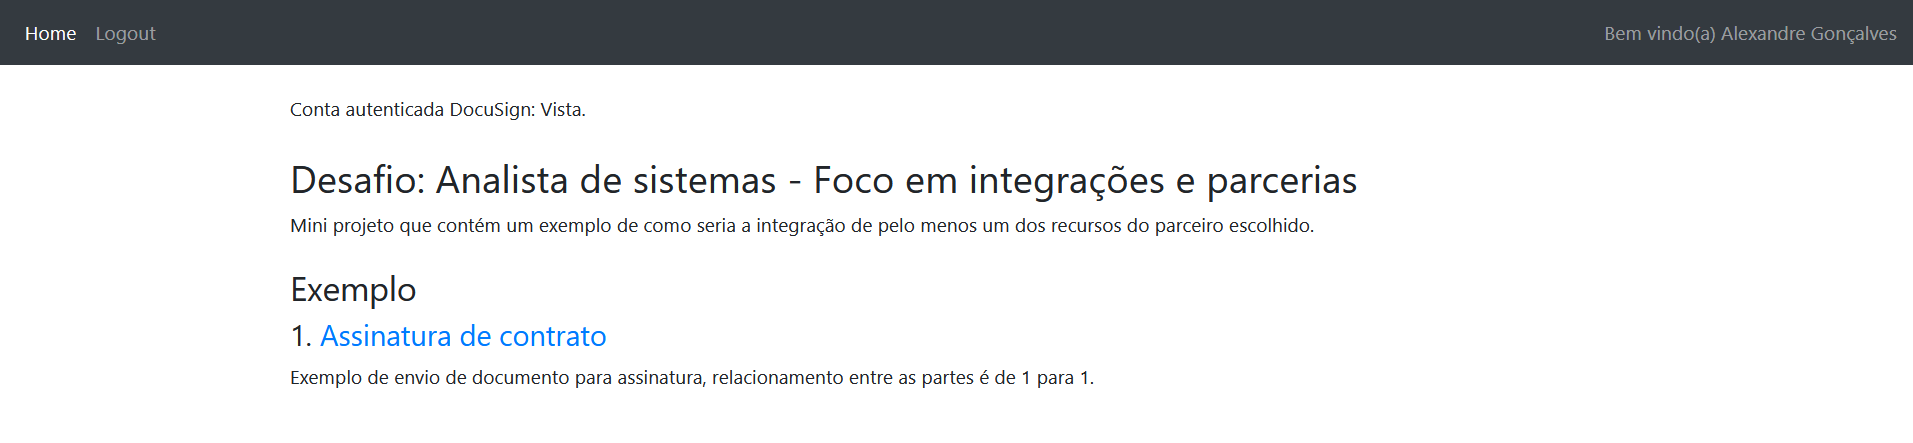 Home Logout Bem vindo(a) Alexandre Gonçalves
Conta autenticada DocuSign: Vista.
Desafio: Analista de sistemas - Foco em integrações e parcerias
Mini projeto que contém um exemplo de como seria a integração de pelo menos um dos recursos do parceiro escolhido.
Exemplo
1. Assinatura de contrato
Exemplo de envio de documento para assinatura, relacionamento entre as partes é de 1 para 1.